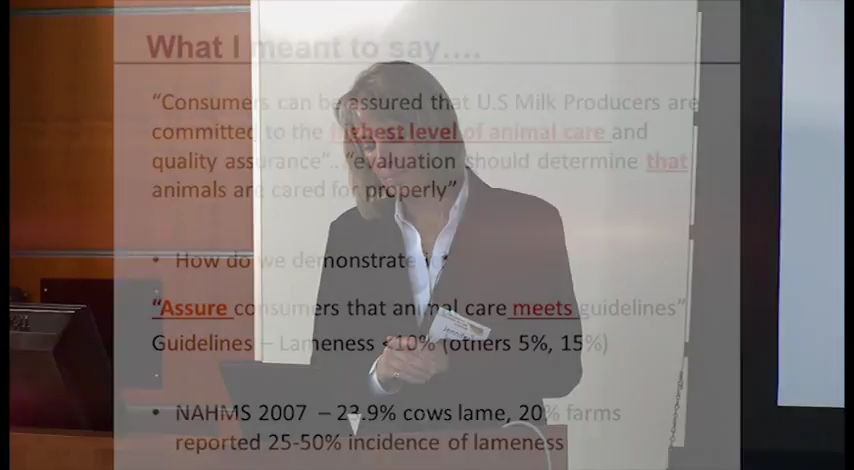 What I meant to say....
“Consumers can be assured that U.S Milk Producers are
committed to the highest level of animal care and
quality assurance”.. “evaluation should determine that
animals are cared for properly”
• How do we demonstrate it?
“Assure consumers that animal care meets guidelines”
Guidelines – Lameness <10% (others 5%, 15%)
• NAHMS 2007 – 23.9% cows lame, 20% farms
reported 25-50% incidence of lameness